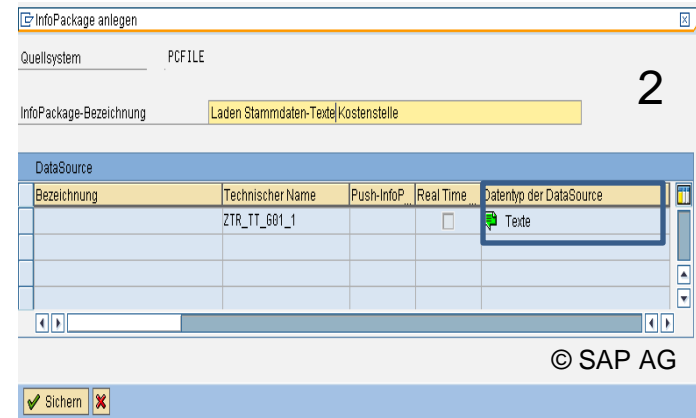 InfoPackage anlegen
Quellsystem PCFILE
2
InfoPackage-Bezeichnung Laden Stammdaten-Texte Kostenstelle
DataSource
Bezeichnung Technischer Name Push-InfoP... Real Time ... Datentyp der DataSource
ZTR_TT_G01_1 Texte
© SAP AG
Sichern